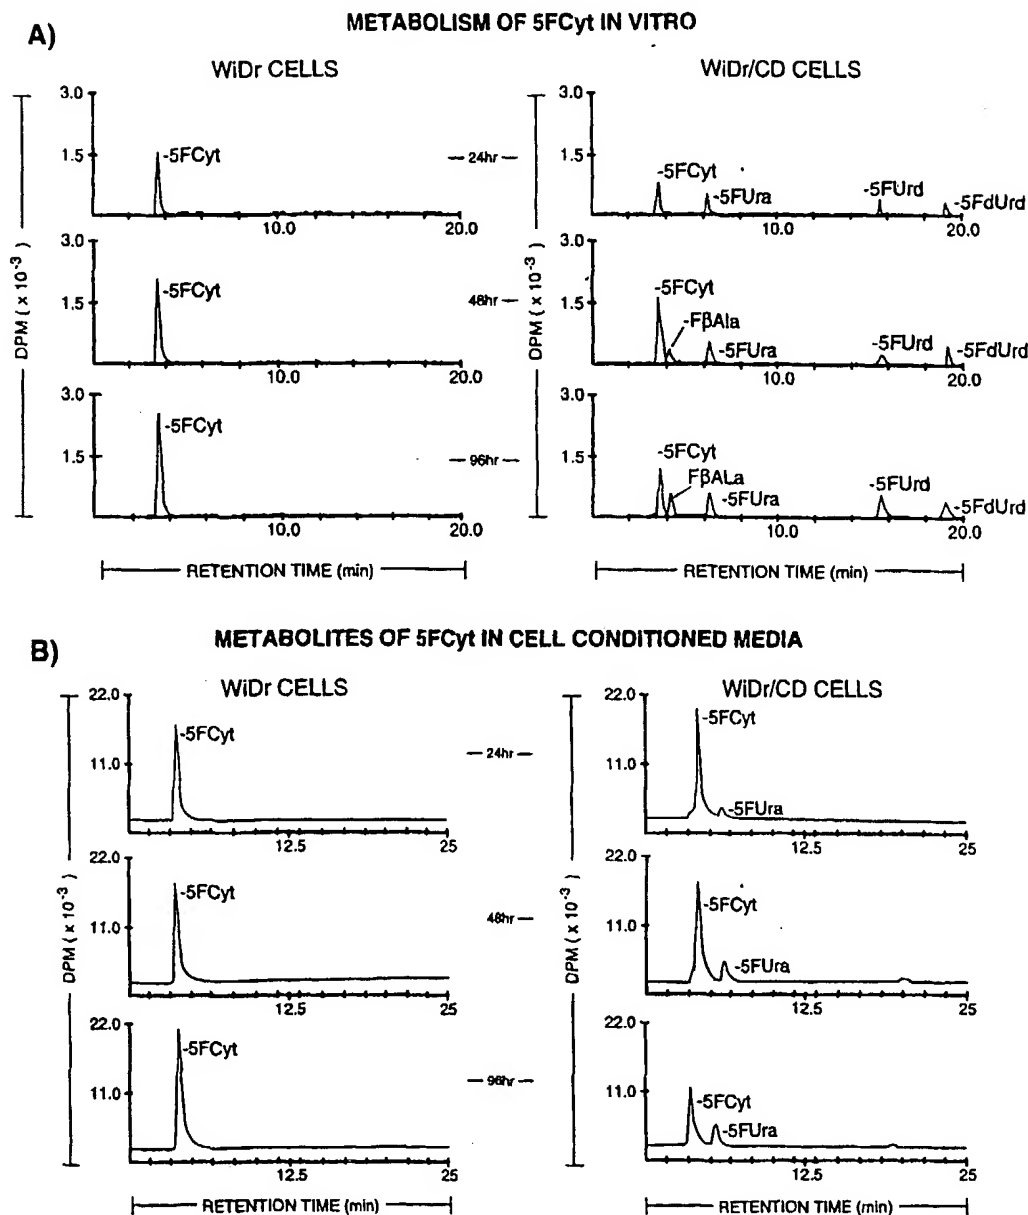 METABOLISM OF 5FCyt IN VITRO
A)
WiDr CELLS
WiDr/CD CELLS
3.0
1.5
-5FCyt
10.0
20.0
— 24hr —
3.0
1.5
-5FCyt
-5FUra
-5FUrd
-5FdUrd
10.0
20.0
DPM ( x 10⁻³ )
3.0
1.5
-5FCyt
10.0
20.0
48hr —
DPM ( x 10⁻³ )
3.0
1.5
-5FCyt
-FβAla
-5FUra
-5FUrd
-5FdUrd
10.0
20.0
3.0
1.5
-5FCyt
10.0
20.0
— 96hr —
3.0
1.5
-5FCyt
FβALa
-5FUra
-5FUrd
-5FdUrd
10.0
20.0
RETENTION TIME (min)
RETENTION TIME (min)
METABOLITES OF 5FCyt IN CELL CONDITIONED MEDIA
B)
WiDr CELLS
WiDr/CD CELLS
22.0
11.0
-5FCyt
12.5
25
— 24hr —
22.0
11.0
-5FCyt
-5FUra
12.5
25
DPM ( x 10⁻³ )
22.0
11.0
-5FCyt
12.5
25
48hr —
DPM ( x 10⁻³ )
22.0
11.0
-5FCyt
-5FUra
12.5
25
22.0
11.0
-5FCyt
12.5
25
— 96hr —
22.0
11.0
-5FCyt
-5FUra
12.5
25
RETENTION TIME (min)
RETENTION TIME (min)